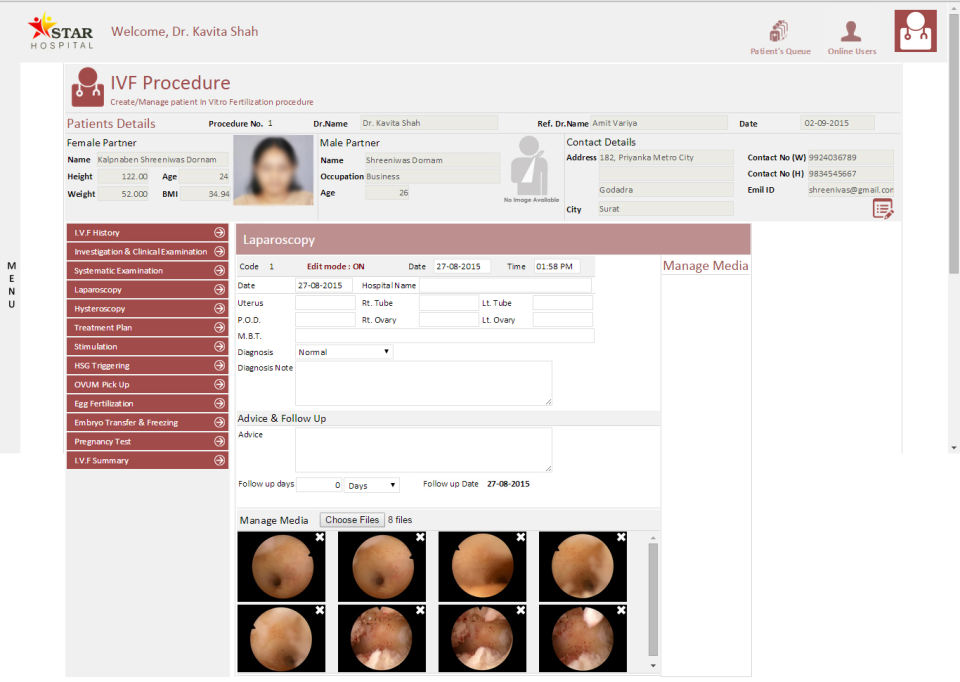 STAR
HOSPITAL
Welcome, Dr. Kavita Shah
Patient's Queue
Online Users
IVF Procedure
Create/Manage patient In Vitro Fertilization procedure
Patients Details
Procedure No. 1
Dr.Name Dr. Kavita Shah
Ref. Dr.Name Amit Variya
Date 02-09-2015
Female Partner
Name Kalpnaben Shreeniwas Dornam
Height 122.00 Age 24
Weight 52.000 BMI 34.94
Male Partner
Name Shreeniwas Dornam
Occupation Business
Age 26
No Image Available
Contact Details
Address 182, Priyanka Metro City
Godadra
City Surat
Contact No (W) 9924036789
Contact No (H) 9834545667
Emil ID shreenivas@gmail.con
MENU
I.V.F History
Investigation & Clinical Examination
Systematic Examination
Laparoscopy
Hysteroscopy
Treatment Plan
Stimulation
HSG Triggering
OVUM Pick Up
Egg Fertilization
Embryo Transfer & Freezing
Pregnancy Test
I.V.F Summary
Laparoscopy
Code 1 Edit mode : ON Date 27-08-2015 Time 01:58 PM
Date 27-08-2015 Hospital Name
Uterus Rt. Tube Lt. Tube
P.O.D. Rt. Ovary Lt. Ovary
M.B.T.
Diagnosis Normal
Diagnosis Note
Advice & Follow Up
Advice
Follow up days 0 Days Follow up Date 27-08-2015
Manage Media Choose Files 8 files
Manage Media